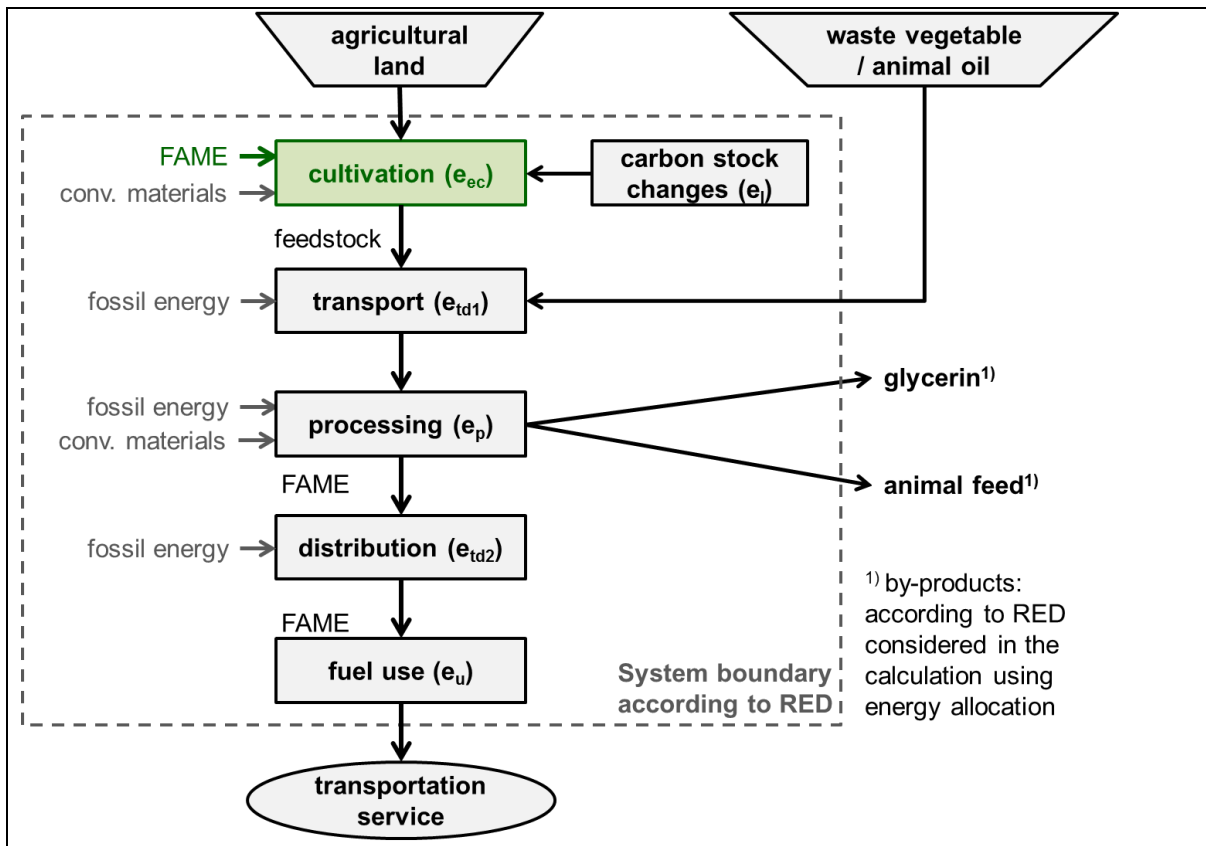 agricultural
land
waste vegetable
/ animal oil
FAME
conv. materials
cultivation (eec)
carbon stock
changes (el)
feedstock
fossil energy
transport (etd1)
fossil energy
conv. materials
processing (ep)
glycerin1)
animal feed1)
FAME
fossil energy
distribution (etd2)
FAME
fuel use (eu)
System boundary
according to RED
1) by-products:
according to RED
considered in the
calculation using
energy allocation
transportation
service